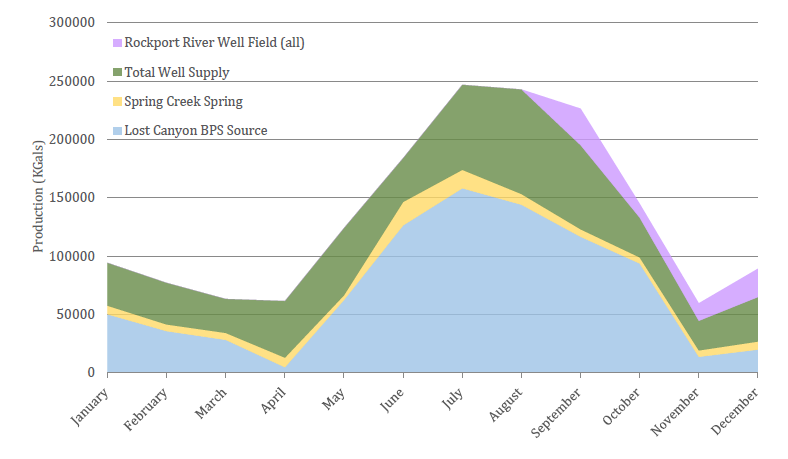 300000
250000
200000
150000
100000
50000
0
Production (KGals)
Rockport River Well Field (all)
Total Well Supply
Spring Creek Spring
Lost Canyon BPS Source
January
February
March
April
May
June
July
August
September
October
November
December